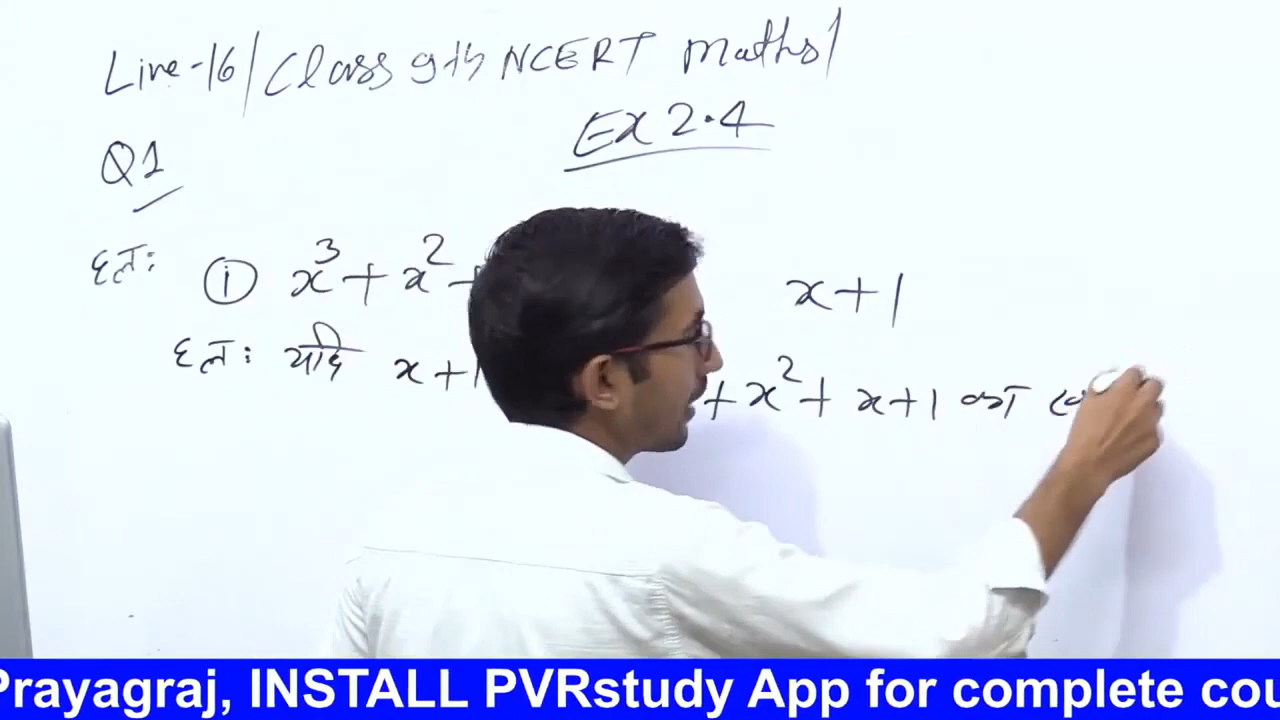 Live-16/Class 9th NCERT Maths/
Ex 2.4
Q1
हल:
(i) x³ + x² + x + 1
हल: यदि x+1 + x² + x + 1 का
Prayagraj, INSTALL PVRstudy App for complete cou